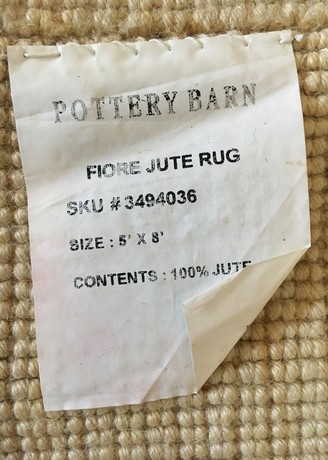 POTTERY BARN
FIORE JUTE RUG
SKU # 3494036
SIZE : 5' X 8'
CONTENTS : 100% JUTE